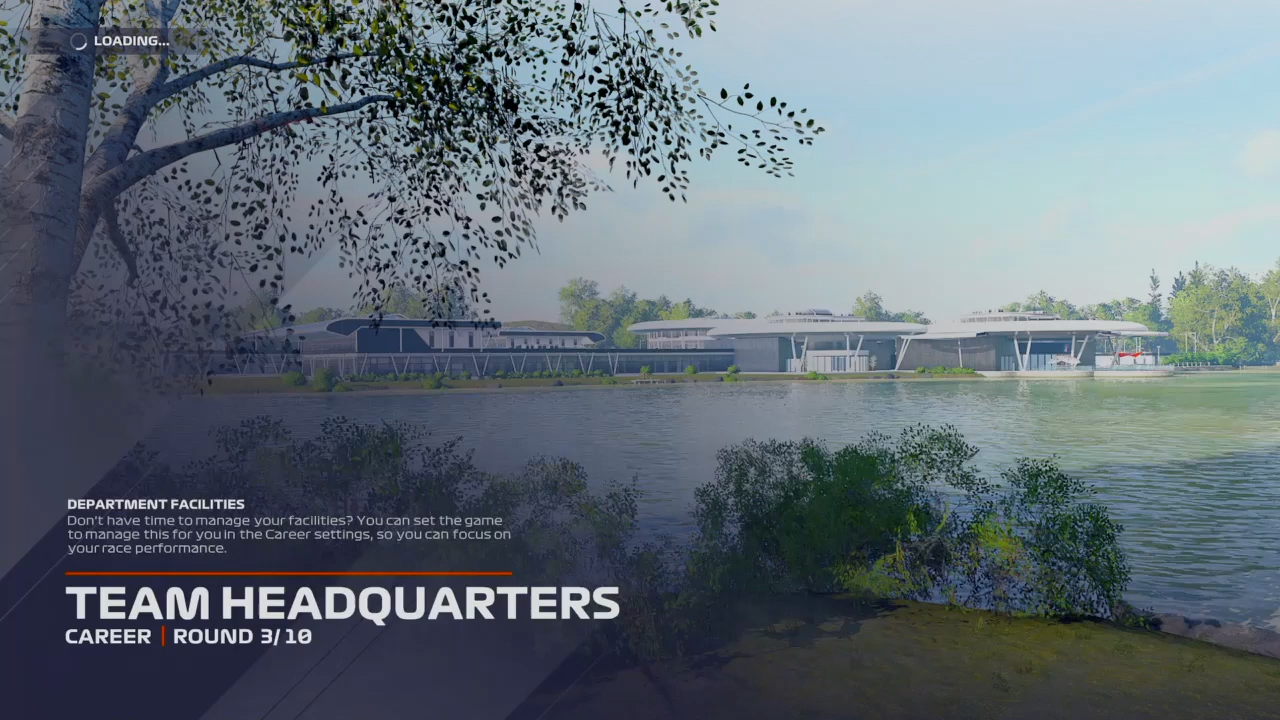 LOADING...
DEPARTMENT FACILITIES
Don't have time to manage your facilities? You can set the game
to manage this for you in the Career settings, so you can focus on
your race performance.
TEAM HEADQUARTERS
CAREER | ROUND 3/10